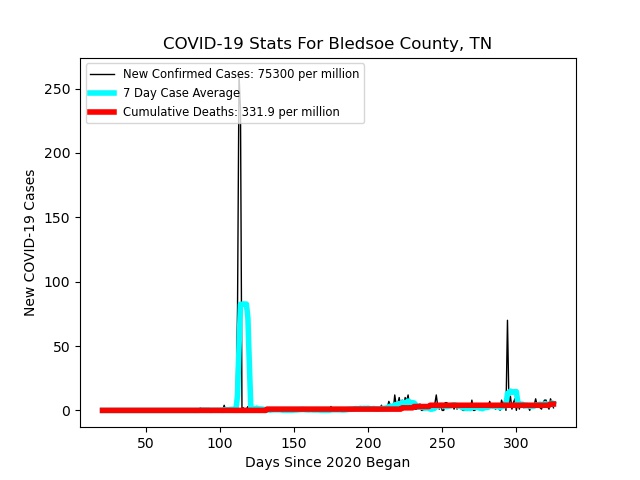 COVID-19 Stats For Bledsoe County, TN
New Confirmed Cases: 75300 per million
7 Day Case Average
Cumulative Deaths: 331.9 per million
250
200
150
100
50
0
New COVID-19 Cases
50 100 150 200 250 300
Days Since 2020 Began